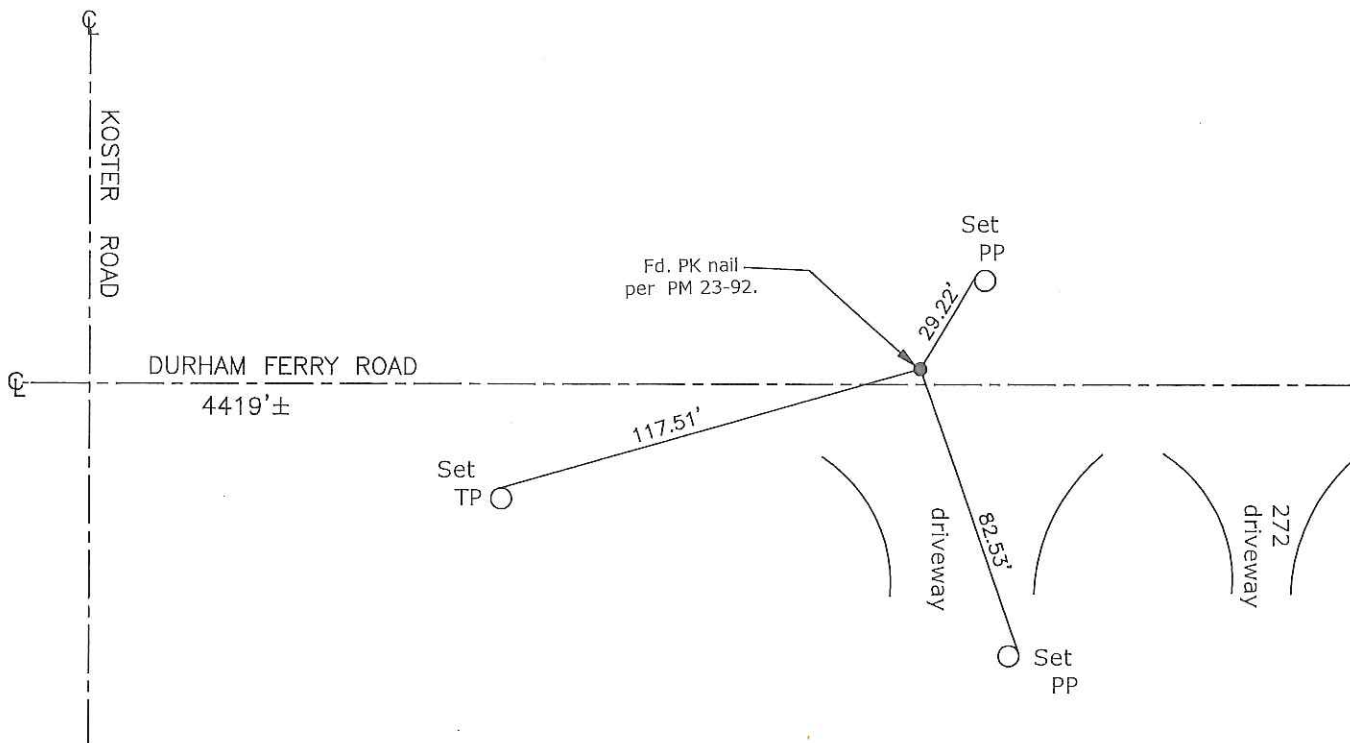 ℄
KOSTER ROAD
Set
PP
Fd. PK nail
per PM 23-92.
29.22'
DURHAM FERRY ROAD
℄
4419'±
117.51'
Set
TP
82.53'
driveway
272
driveway
Set
PP